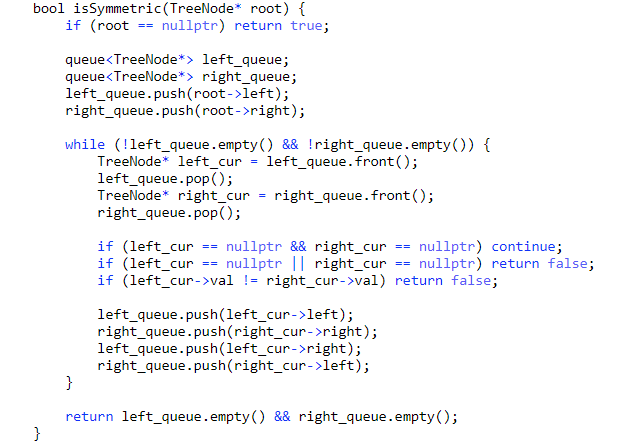 bool isSymmetric(TreeNode* root) {
    if (root == nullptr) return true;

    queue<TreeNode*> left_queue;
    queue<TreeNode*> right_queue;
    left_queue.push(root->left);
    right_queue.push(root->right);

    while (!left_queue.empty() && !right_queue.empty()) {
        TreeNode* left_cur = left_queue.front();
        left_queue.pop();
        TreeNode* right_cur = right_queue.front();
        right_queue.pop();

        if (left_cur == nullptr && right_cur == nullptr) continue;
        if (left_cur == nullptr || right_cur == nullptr) return false;
        if (left_cur->val != right_cur->val) return false;

        left_queue.push(left_cur->left);
        right_queue.push(right_cur->right);
        left_queue.push(left_cur->right);
        right_queue.push(right_cur->left);
    }

    return left_queue.empty() && right_queue.empty();
}